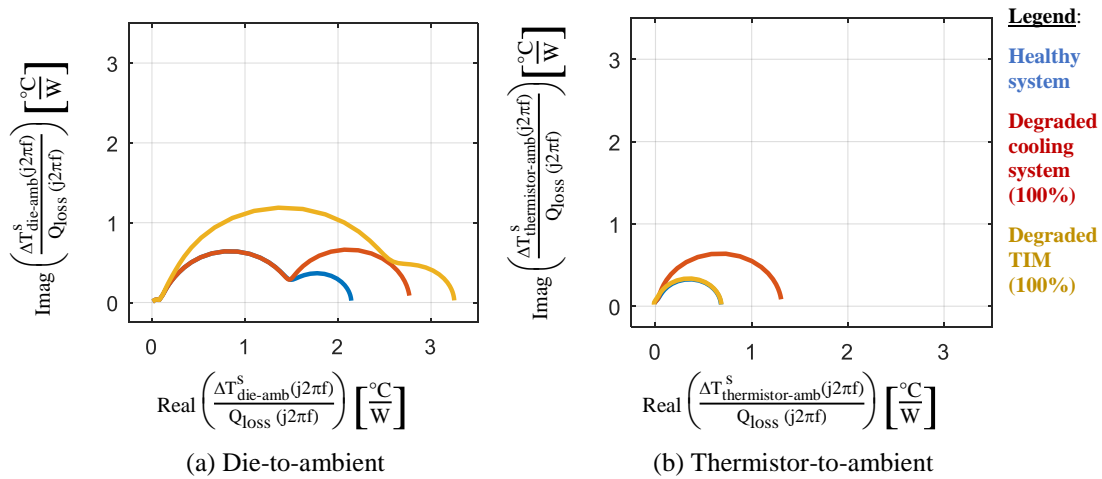 3
2
1
0
0
1
2
3
Imag (ΔT^s_die-amb(j2πf) / Q_loss (j2πf)) [°C/W]
Real (ΔT^s_die-amb(j2πf) / Q_loss (j2πf)) [°C/W]
(a) Die-to-ambient
3
2
1
0
0
1
2
3
Imag (ΔT^s_thermistor-amb(j2πf) / Q_loss (j2πf)) [°C/W]
Real (ΔT^s_thermistor-amb(j2πf) / Q_loss (j2πf)) [°C/W]
(b) Thermistor-to-ambient
Legend:
Healthy
system
Degraded
cooling
system
(100%)
Degraded
TIM
(100%)